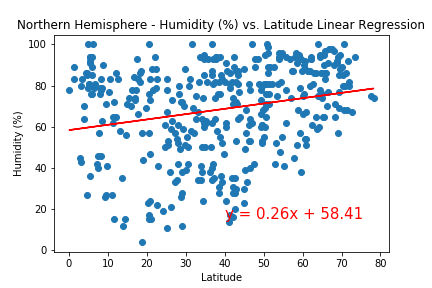 Northern Hemisphere - Humidity (%) vs. Latitude Linear Regression
100
80
60
40
20
0
Humidity (%)
y = 0.26x + 58.41
0 10 20 30 40 50 60 70 80
Latitude